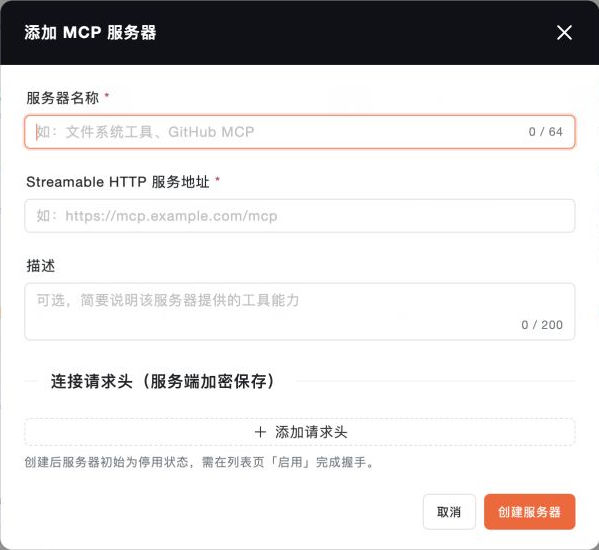 添加 MCP 服务器
服务器名称 *
如：文件系统工具、GitHub MCP
0 / 64
Streamable HTTP 服务地址 *
如：https://mcp.example.com/mcp
描述
可选，简要说明该服务器提供的工具能力
0 / 200
连接请求头（服务端加密保存）
+ 添加请求头
创建后服务器初始为停用状态，需在列表页「启用」完成握手。
取消
创建服务器